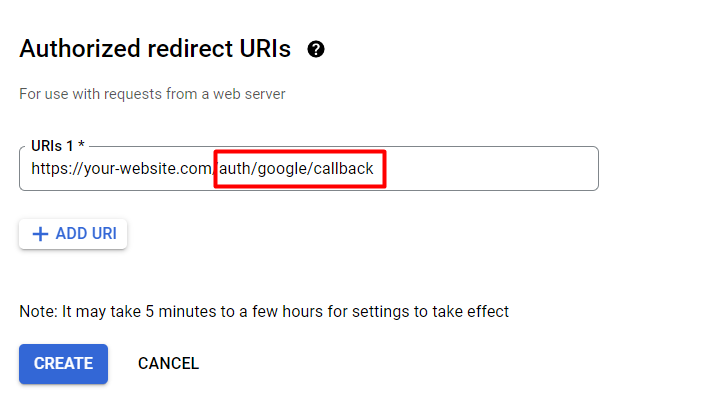 Authorized redirect URIs ?
For use with requests from a web server
URIs 1 *
https://your-website.com/auth/google/callback
+ ADD URI
Note: It may take 5 minutes to a few hours for settings to take effect
CREATE CANCEL